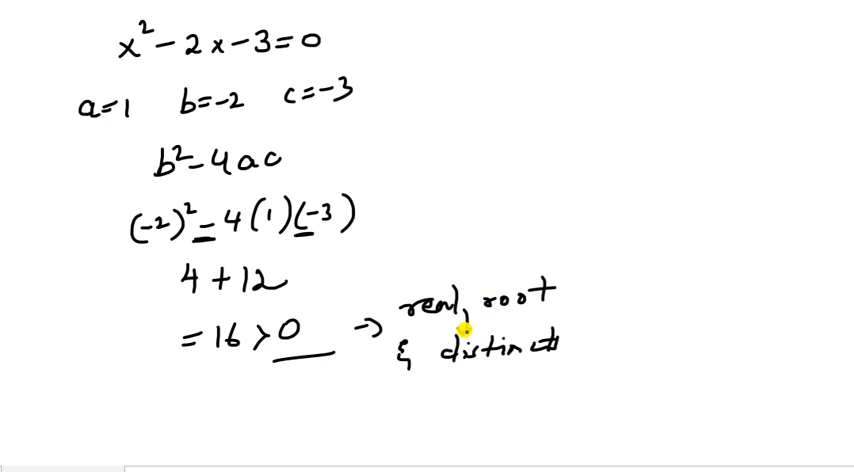 x² - 2x - 3 = 0
a=1 b=-2 c=-3
b² - 4ac
(-2)² - 4(1)(-3)
4 + 12
= 16 > 0 → real, root
& distinct